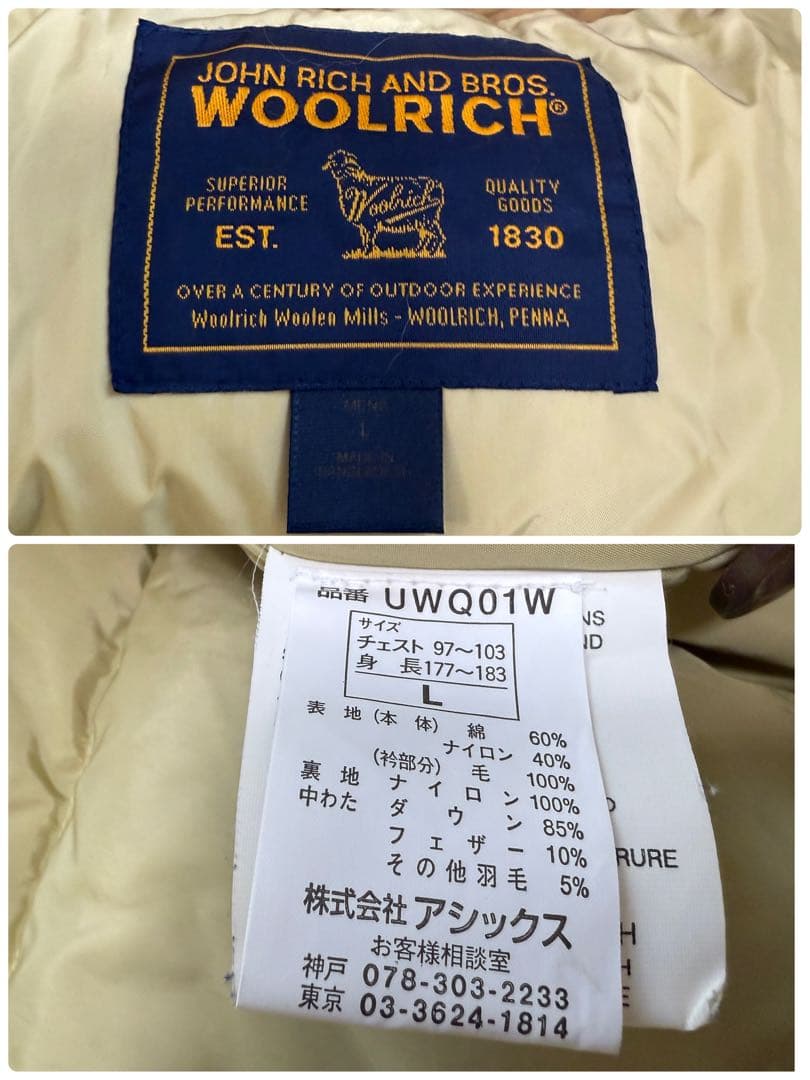 JOHN RICH AND BROS.
WOOLRICH®
SUPERIOR PERFORMANCE
Woolrich
QUALITY GOODS
EST.
1830
OVER A CENTURY OF OUTDOOR EXPERIENCE
Woolrich Woolen Mills - WOOLRICH, PENNA
MENS
L
MADE IN
品番 UWQ01W
サイズ
チェスト 97～103
身長 177～183
L
表地 (本体) 綿 60%
ナイロン 40%
(衿部分) 毛 100%
裏地 ナイロン 100%
中わた ダウン 85%
フェザー 10%
その他羽毛 5%
株式会社 アシックス
お客様相談室
神戸 078-303-2233
東京 03-3624-1814